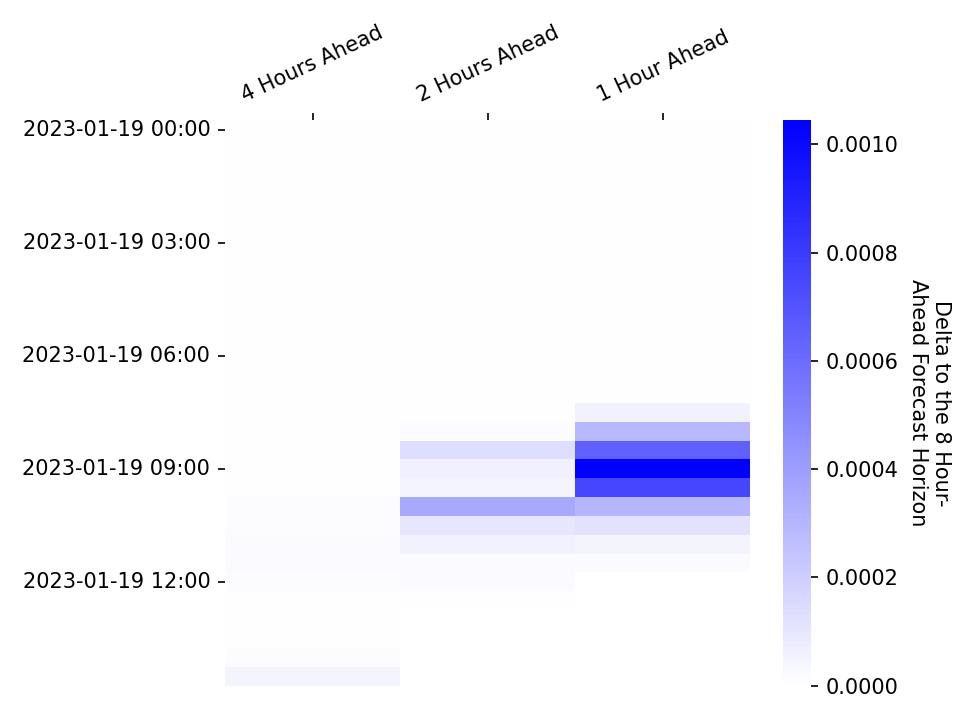 4 Hours Ahead
2 Hours Ahead
1 Hour Ahead
2023-01-19 00:00
2023-01-19 03:00
2023-01-19 06:00
2023-01-19 09:00
2023-01-19 12:00
0.0010
0.0008
0.0006
0.0004
0.0002
0.0000
Delta to the 8 Hour-
Ahead Forecast Horizon